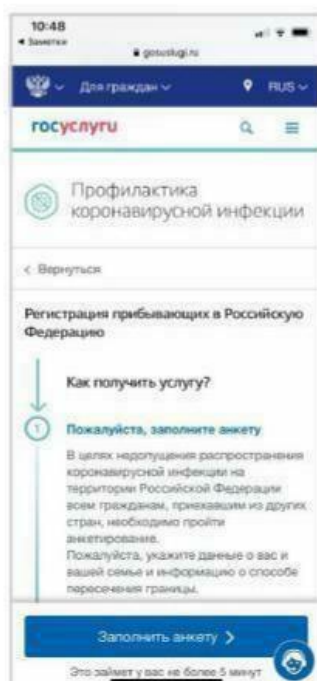 10:48
◀ Заметки
gosuslugi.ru
Для граждан
RUS
госуслуги
Профилактика
коронавирусной инфекции
< Вернуться
Регистрация прибывающих в Российскую
Федерацию
Как получить услугу?
1 Пожалуйста, заполните анкету
В целях недопущения распространения
коронавирусной инфекции на
территории Российской Федерации
всем гражданам, приехавшим из других
стран, необходимо пройти
анкетирование.
Пожалуйста, укажите данные о вас и
вашей семье и информацию о способе
пересечения границы.
Заполнить анкету >
Это займет у вас не более 5 минут